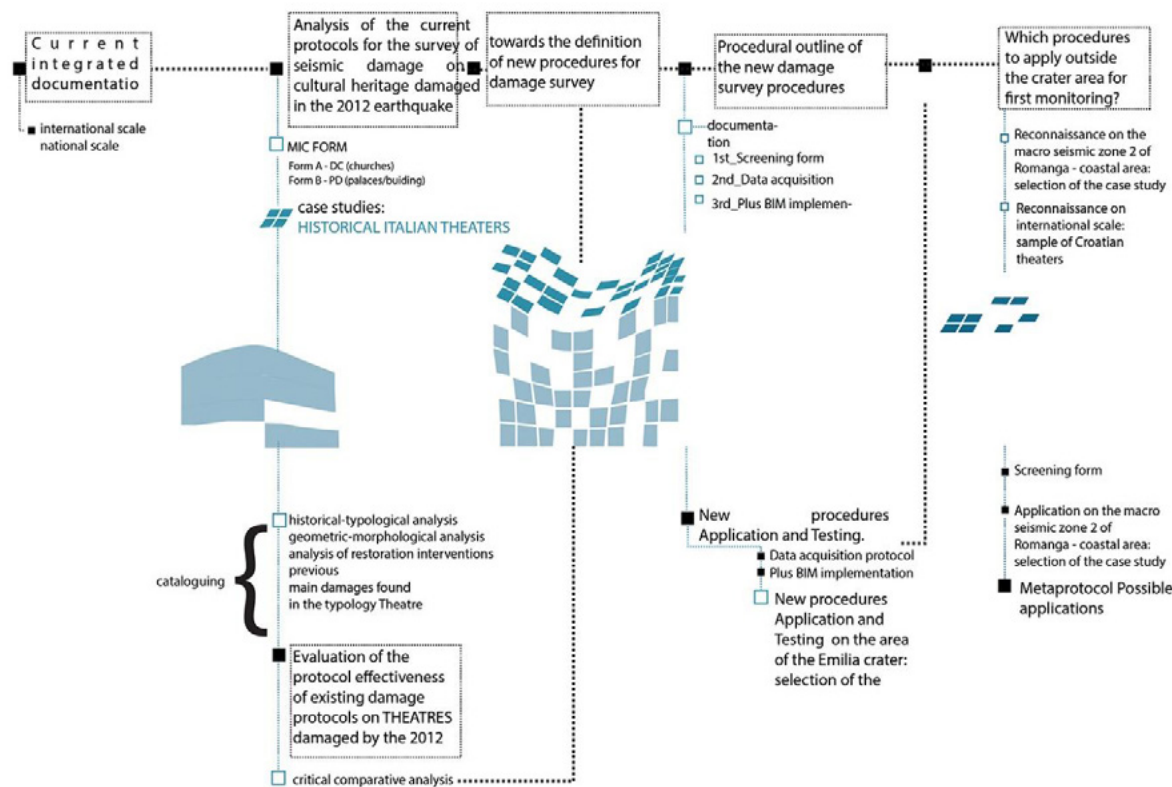 Current
integrated
documentatio
international scale
national scale
Analysis of the current
protocols for the survey of
seismic damage on
cultural heritage damaged
in the 2012 earthquake
MIC FORM
Form A - DC (churches)
Form B - PD (palaces/buiding)
case studies:
HISTORICAL ITALIAN THEATERS
cataloguing
historical-typological analysis
geometric-morphological analysis
analysis of restoration interventions
previous
main damages found
in the typology Theatre
Evaluation of the
protocol effectiveness
of existing damage
protocols on THEATRES
damaged by the 2012
critical comparative analysis
towards the definition
of new procedures for
damage survey
Procedural outline of
the new damage
survey procedures
documenta-
tion
1st_Screening form
2nd_Data acquisition
3rd_Plus BIM implemen-
New procedures
Application and Testing.
Data acquisition protocol
Plus BIM implementation
New procedures
Application and
Testing on the area
of the Emilia crater:
selection of the
Which procedures
to apply outside
the crater area for
first monitoring?
Reconnaissance on the
macro seismic zone 2 of
Romanga - coastal area:
selection of the case study
Reconnaissance on
international scale:
sample of Croatian
theaters
Screening form
Application on the macro
seismic zone 2 of
Romanga - coastal area:
selection of the case study
Metaprotocol Possible
applications